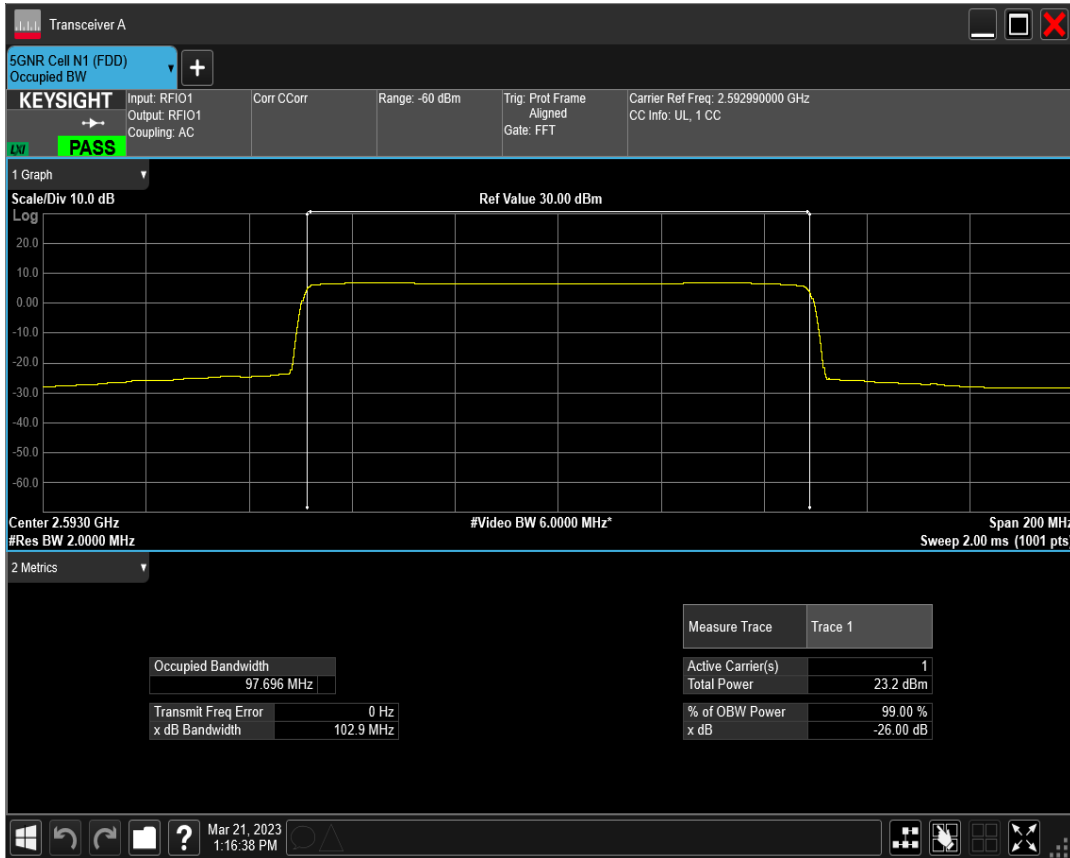 Transceiver A
5GNR Cell N1 (FDD)
Occupied BW
+
KEYSIGHT
LXI
PASS
Input: RFIO1
Output: RFIO1
Coupling: AC
Corr CCorr
Range: -60 dBm
Trig: Prot Frame
Aligned
Gate: FFT
Carrier Ref Freq: 2.592990000 GHz
CC Info: UL, 1 CC
1 Graph
Scale/Div 10.0 dB
Ref Value 30.00 dBm
Log
20.0
10.0
0.00
-10.0
-20.0
-30.0
-40.0
-50.0
-60.0
Center 2.5930 GHz
#Video BW 6.0000 MHz*
Span 200 MHz
#Res BW 2.0000 MHz
Sweep 2.00 ms (1001 pts)
2 Metrics
Measure Trace Trace 1
Occupied Bandwidth
97.696 MHz
Active Carrier(s) 1
Total Power 23.2 dBm
Transmit Freq Error 0 Hz
x dB Bandwidth 102.9 MHz
% of OBW Power 99.00 %
x dB -26.00 dB
?
Mar 21, 2023
1:16:38 PM